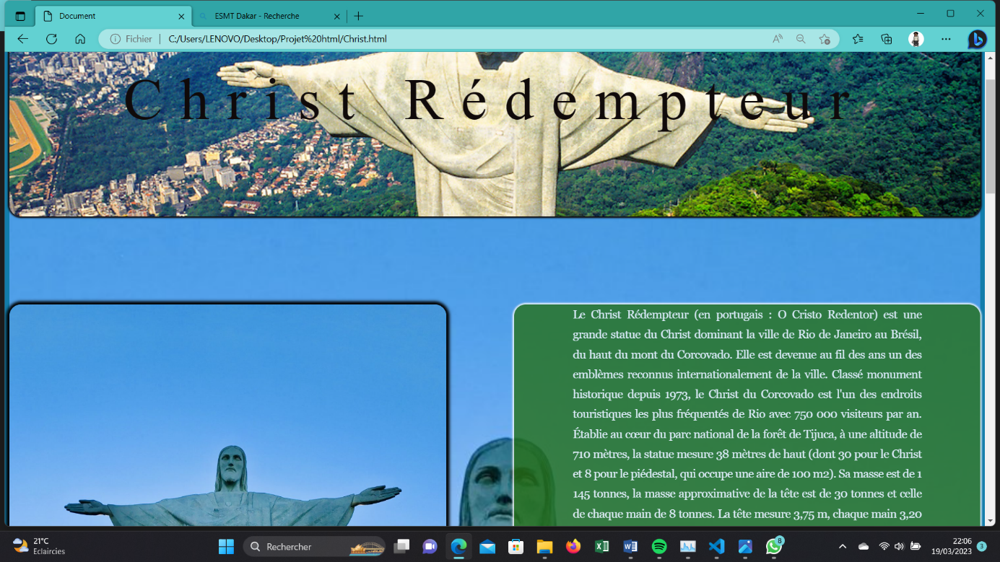 Document
ESMT Dakar - Recherche
Fichier
C:/Users/LENOVO/Desktop/Projet%20html/Christ.html
Christ Rédempteur
Le Christ Rédempteur (en portugais : O Cristo Redentor) est une
grande statue du Christ dominant la ville de Rio de Janeiro au Brésil,
du haut du mont du Corcovado. Elle est devenue au fil des ans un des
emblèmes reconnus internationalement de la ville. Classé monument
historique depuis 1973, le Christ du Corcovado est l'un des endroits
touristiques les plus fréquentés de Rio avec 750 000 visiteurs par an.
Établie au cœur du parc national de la forêt de Tijuca, à une altitude de
710 mètres, la statue mesure 38 mètres de haut (dont 30 pour le Christ
et 8 pour le piédestal, qui occupe une aire de 100 m2). Sa masse est de 1
145 tonnes, la masse approximative de la tête est de 30 tonnes et celle
de chaque main de 8 tonnes. La tête mesure 3,75 m, chaque main 3,20
21°C
Eclaircies
Rechercher
8
22:06
19/03/2023
3